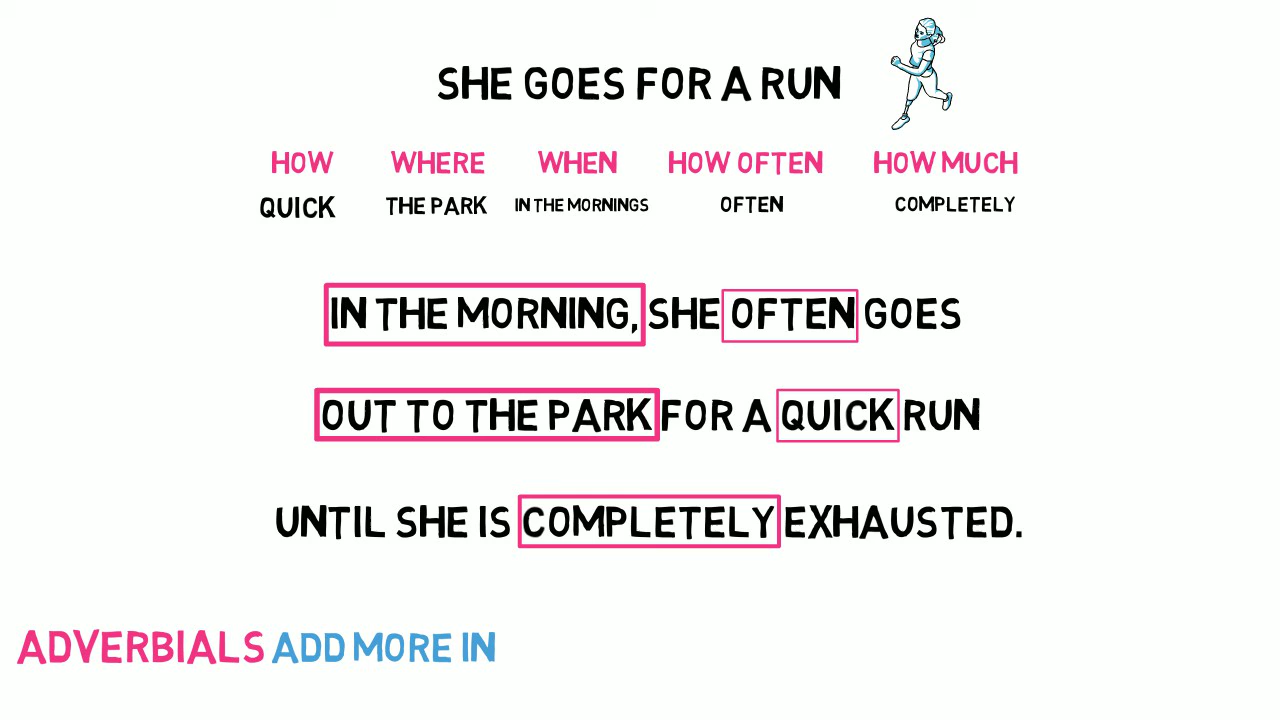 SHE GOES FOR A RUN
HOW WHERE WHEN HOW OFTEN HOW MUCH
QUICK THE PARK IN THE MORNINGS OFTEN COMPLETELY
IN THE MORNING, SHE OFTEN GOES
OUT TO THE PARK FOR A QUICK RUN
UNTIL SHE IS COMPLETELY EXHAUSTED.
ADVERBIALS ADD MORE IN